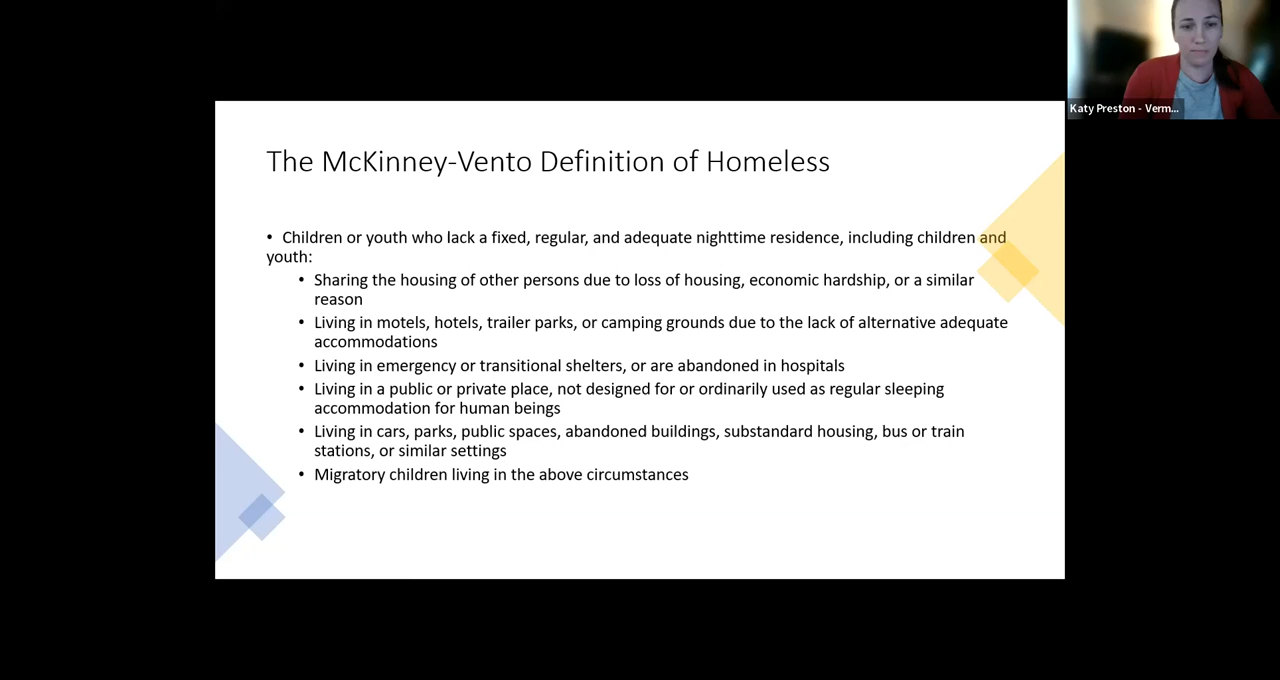 Katy Preston - Verm...
The McKinney-Vento Definition of Homeless
• Children or youth who lack a fixed, regular, and adequate nighttime residence, including children and
youth:
• Sharing the housing of other persons due to loss of housing, economic hardship, or a similar
reason
• Living in motels, hotels, trailer parks, or camping grounds due to the lack of alternative adequate
accommodations
• Living in emergency or transitional shelters, or are abandoned in hospitals
• Living in a public or private place, not designed for or ordinarily used as regular sleeping
accommodation for human beings
• Living in cars, parks, public spaces, abandoned buildings, substandard housing, bus or train
stations, or similar settings
• Migratory children living in the above circumstances